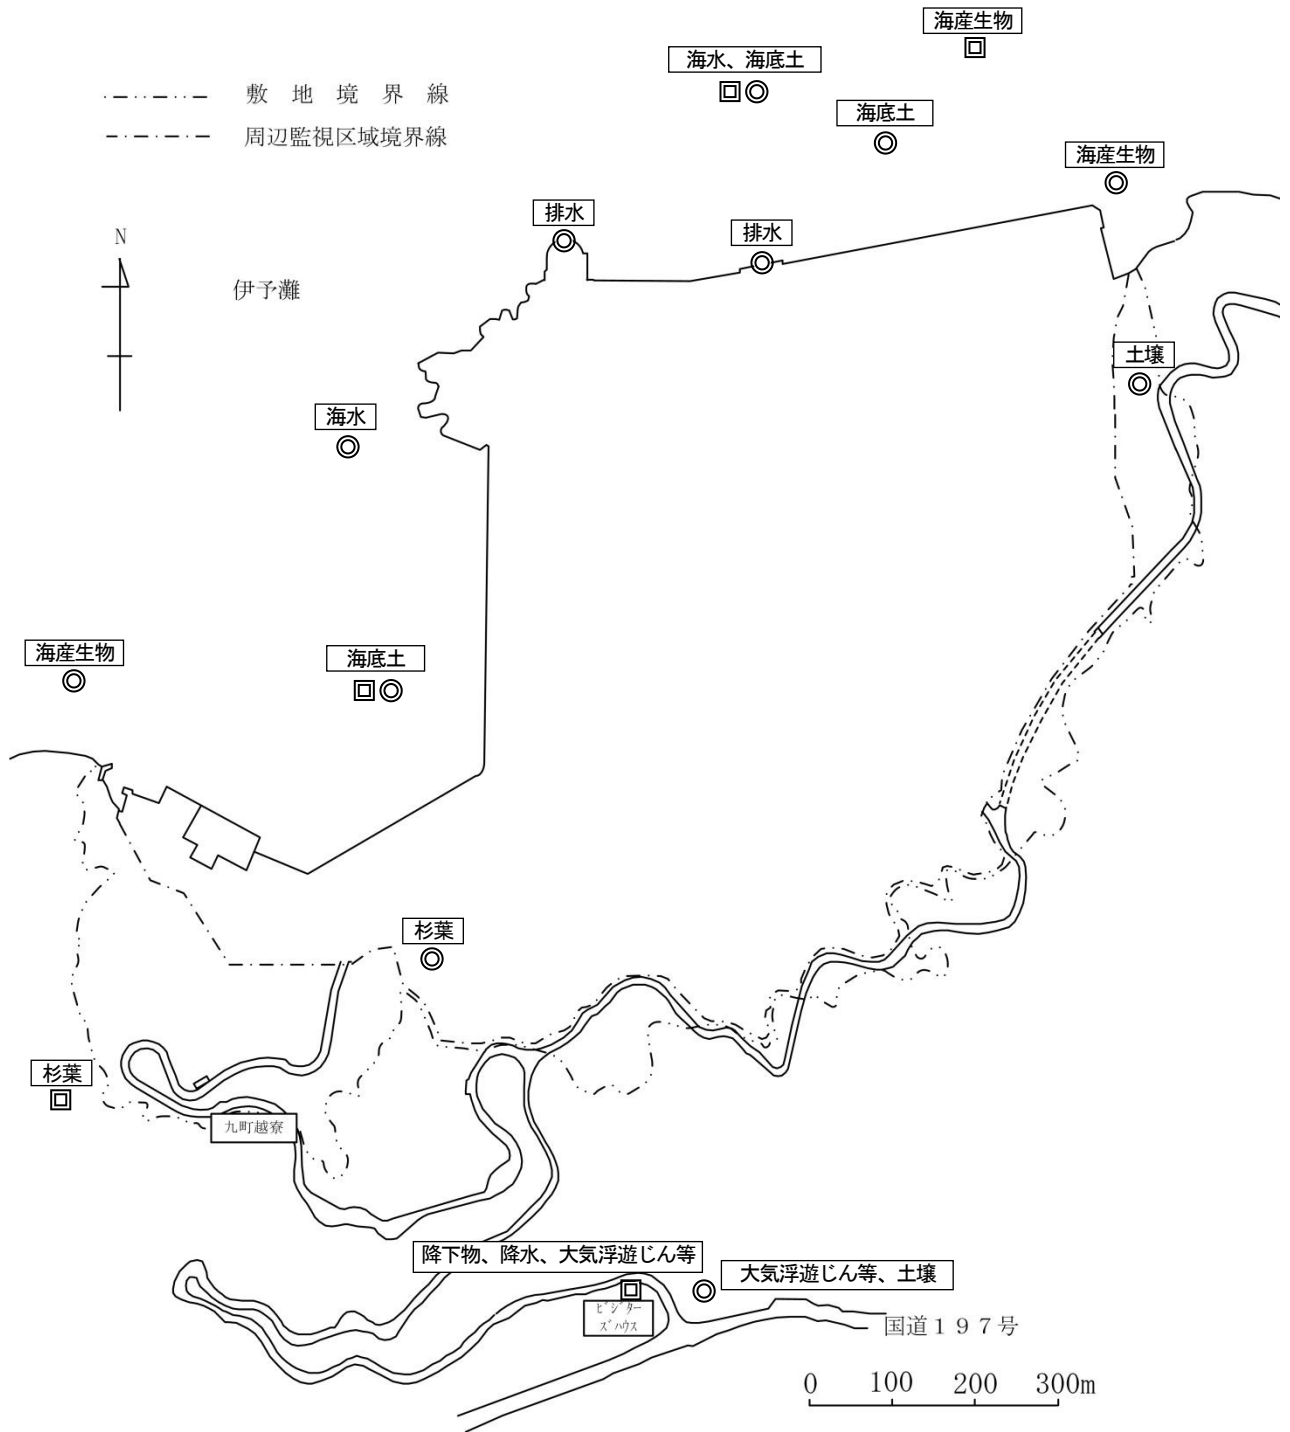 海産生物
海水、海底土
敷地境界線
海底土
周辺監視区域境界線
海産生物
排水
排水
N
伊予灘
土壌
海水
海産生物
海底土
杉葉
杉葉
九町越寮
降下物、降水、大気浮遊じん等
大気浮遊じん等、土壌
ビジター
ズハウス
国道197号
0 100 200 300m